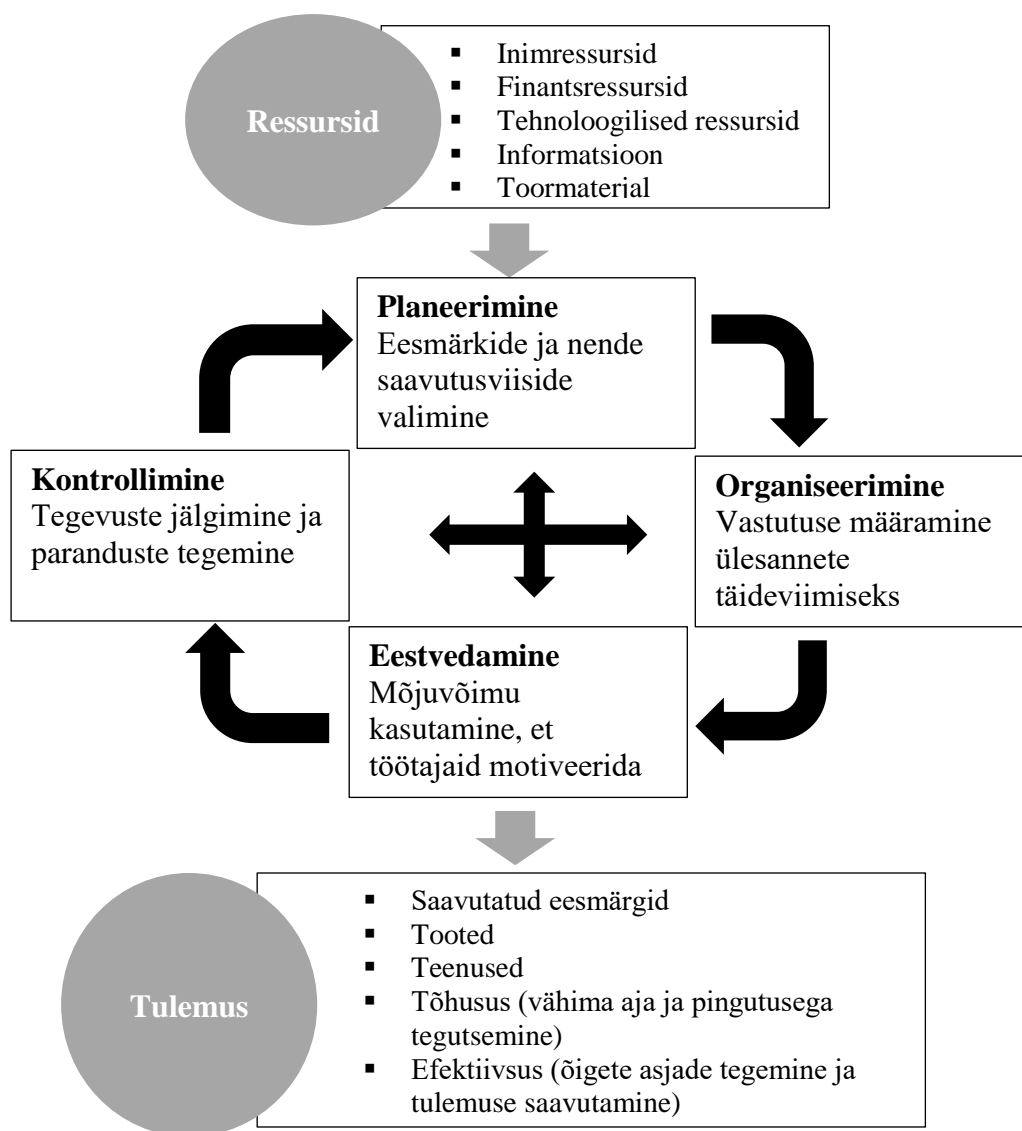 Ressursid
▪ Inimressursid
▪ Finantsressursid
▪ Tehnoloogilised ressursid
▪ Informatsioon
▪ Toormaterial
Planeerimine
Eesmärkide ja nende
saavutusviiside
valimine
Kontrollimine
Tegevuste jälgimine ja
paranduste tegemine
Organiseerimine
Vastutuse määramine
ülesannete
täideviimiseks
Eestvedamine
Mõjuvõimu
kasutamine, et
töötajaid motiveerida
Tulemus
▪ Saavutatud eesmärgid
▪ Tooted
▪ Teenused
▪ Tõhusus (vähima aja ja pingutusega
tegutsemine)
▪ Efektiivsus (õigete asjade tegemine ja
tulemuse saavutamine)